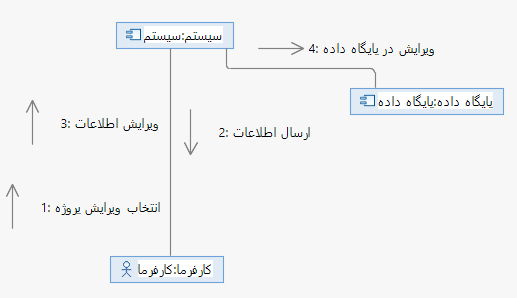 سیستم:سیستم
4: ویرایش در پایگاه داده
پایگاه داده:پایگاه داده
3: ویرایش اطلاعات
2: ارسال اطلاعات
1: انتخاب ویرایش پروژه
کارفرما:کارفرما